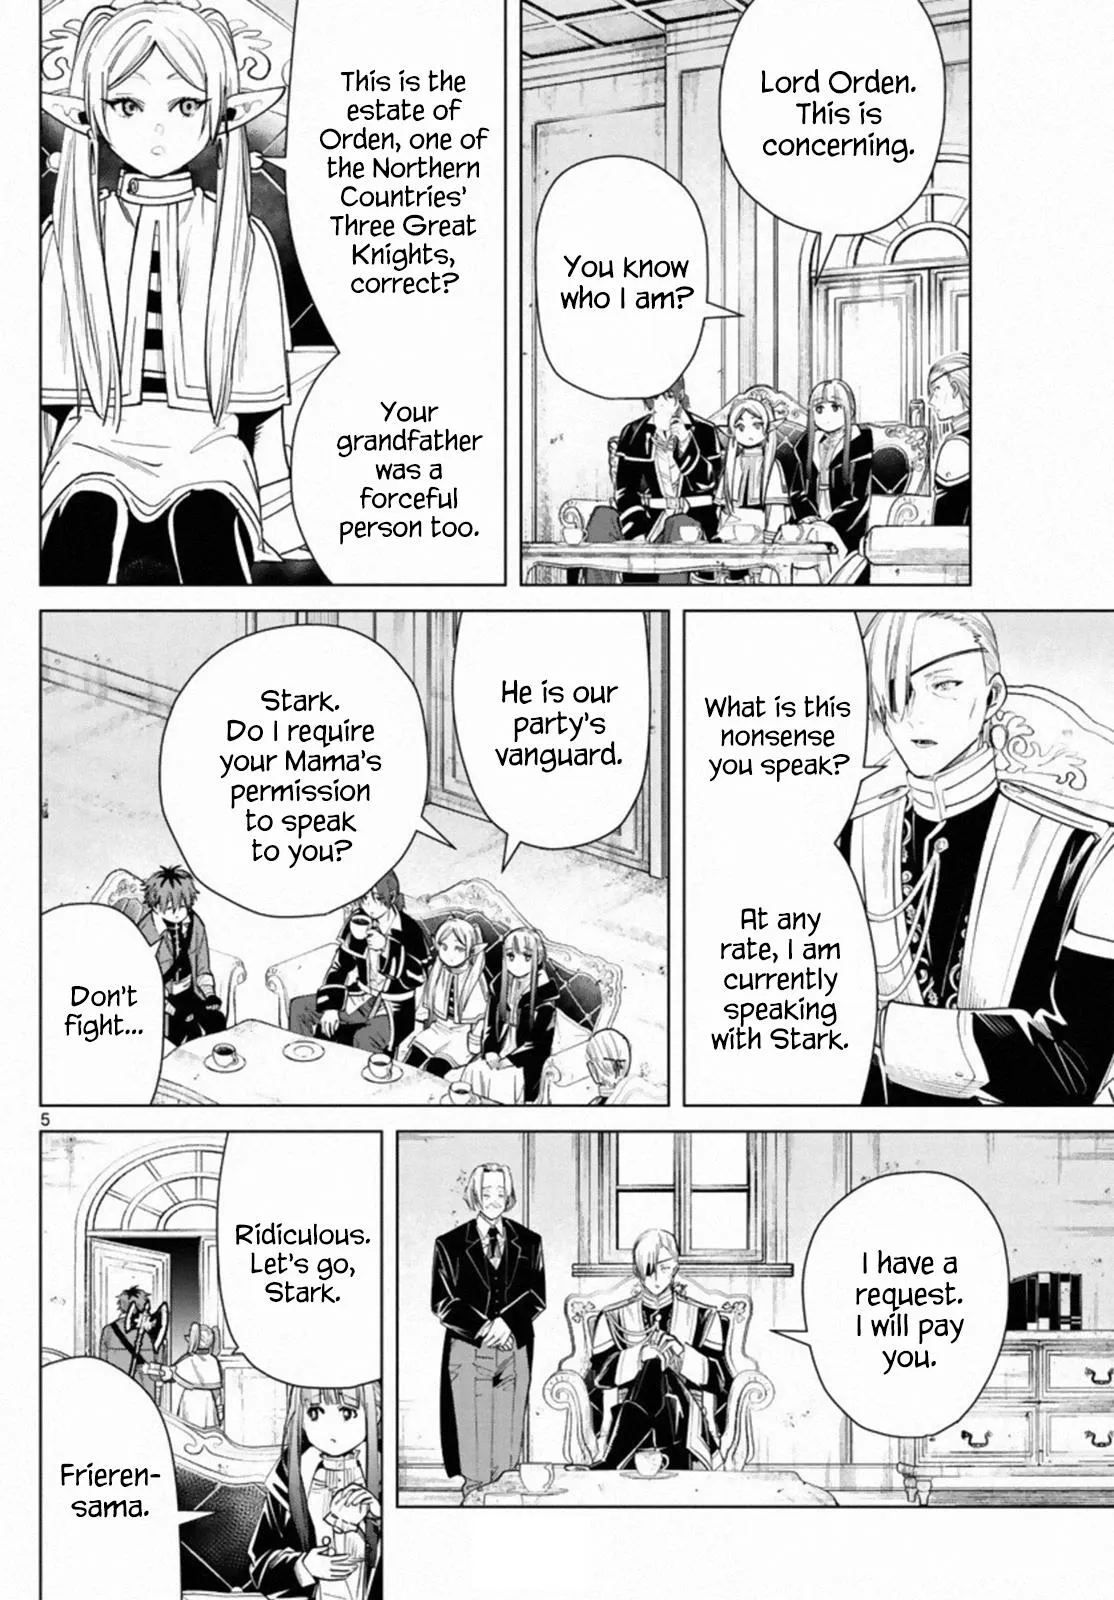 Lord Orden.
This is
concerning.
You know
who I am?
This is the
estate of
Orden, one of
the Northern
Countries'
Three Great
Knights,
correct?
Your
grandfather
was a
forceful
person too.
What is this
nonsense
you speak?
At any
rate, I am
currently
speaking
with Stark.
He is our
party's
vanguard.
Stark.
Do I require
your Mama's
permission
to speak
to you?
Don't
fight...
5
I have a
request.
I will pay
you.
Ridiculous.
Let's go,
Stark.
Frieren-
sama.